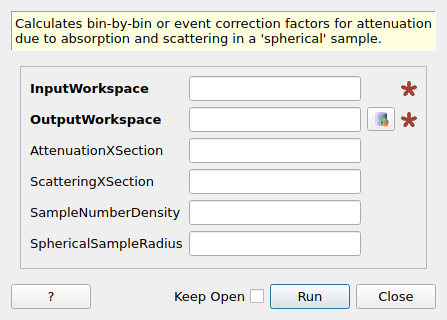 Calculates bin-by-bin or event correction factors for attenuation
due to absorption and scattering in a 'spherical' sample.
InputWorkspace
OutputWorkspace
AttenuationXSection
ScatteringXSection
SampleNumberDensity
SphericalSampleRadius
? Keep Open Run Close